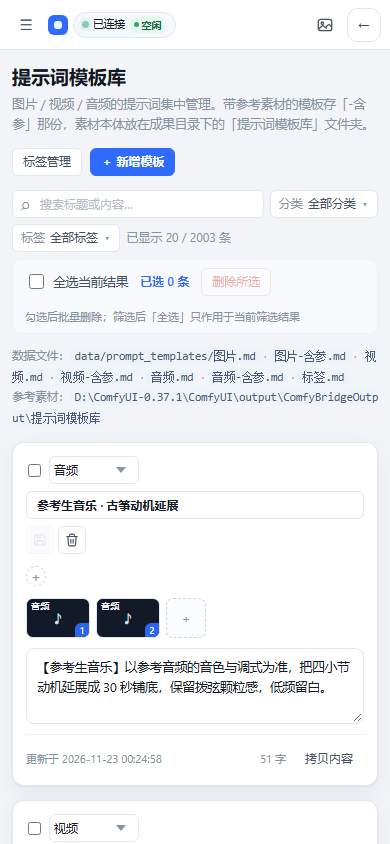 已连接 空闲
提示词模板库
图片 / 视频 / 音频的提示词集中管理。带参考素材的模板存「-含
参」那份，素材本体放在成果目录下的「提示词模板库」文件夹。
标签管理 + 新增模板
搜索标题或内容... 分类 全部分类
标签 全部标签 已显示 20 / 2003 条
全选当前结果 已选 0 条 删除所选
勾选后批量删除；筛选后「全选」只作用于当前筛选结果
数据文件: data/prompt_templates/图片.md · 图片-含参.md · 视
频.md · 视频-含参.md · 音频.md · 音频-含参.md · 标签.md
参考素材: D:\ComfyUI-0.37.1\ComfyUI\output\ComfyBridgeOutp
ut\提示词模板库
音频
参考生音乐 · 古筝动机延展
+
音频 1 音频 2 +
【参考生音乐】以参考音频的音色与调式为准，把四小节
动机延展成 30 秒铺底，保留拨弦颗粒感，低频留白。
更新于 2026-11-23 00:24:58 51 字 拷贝内容
视频